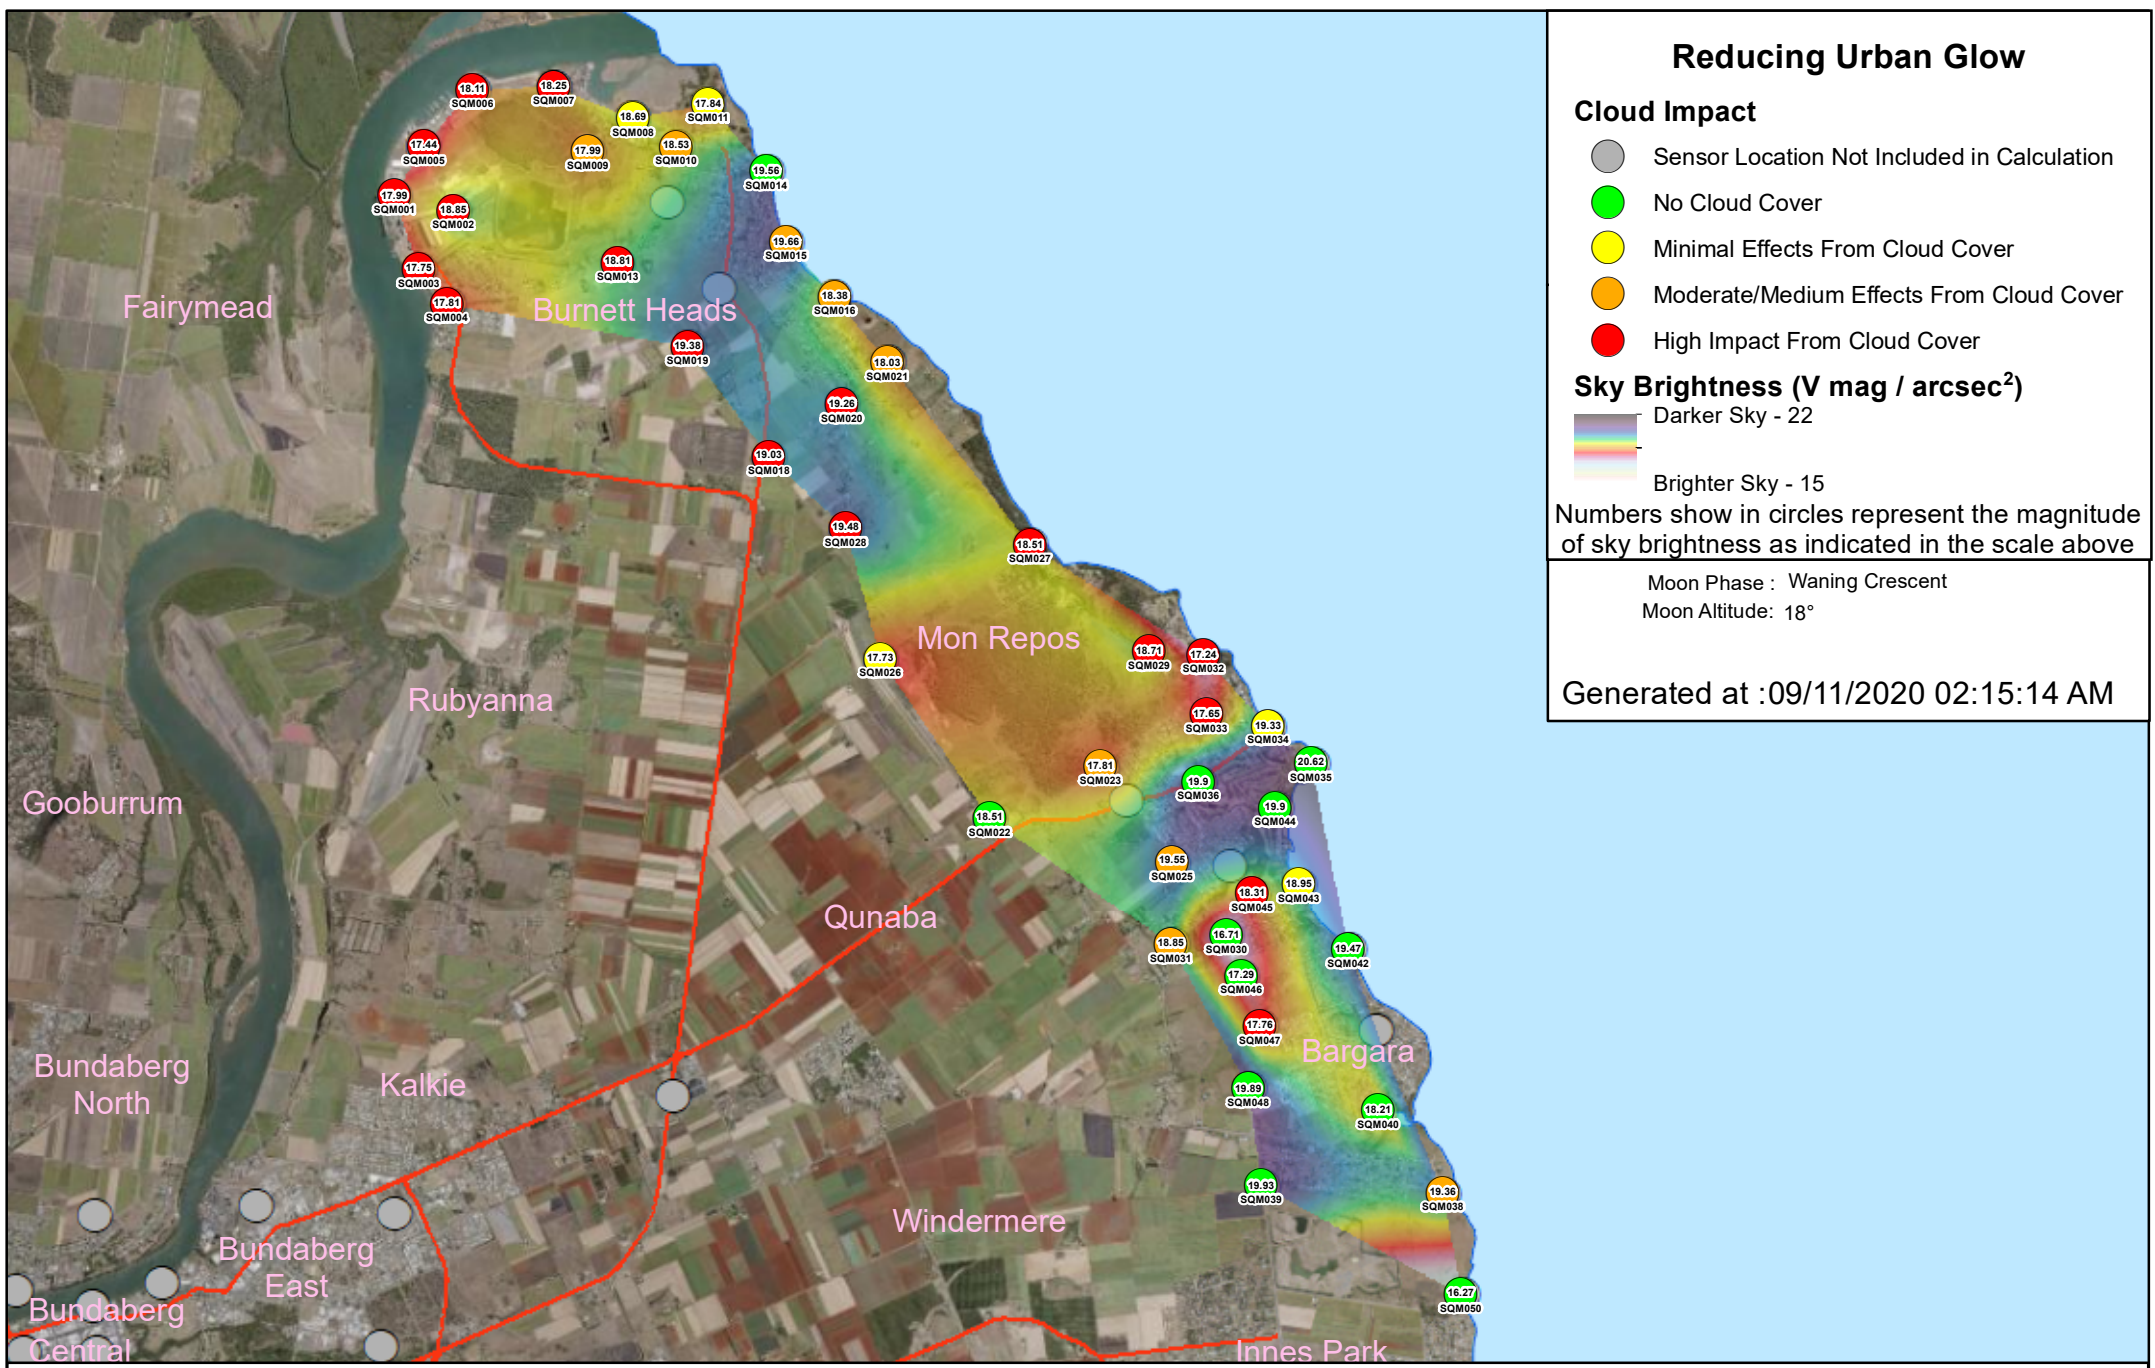 Reducing Urban Glow
Cloud Impact
Sensor Location Not Included in Calculation
No Cloud Cover
Minimal Effects From Cloud Cover
Moderate/Medium Effects From Cloud Cover
High Impact From Cloud Cover
Sky Brightness (V mag / arcsec²)
Darker Sky - 22
Brighter Sky - 15
Numbers show in circles represent the magnitude
of sky brightness as indicated in the scale above
Moon Phase : Waning Crescent
Moon Altitude: 18°
Generated at :09/11/2020 02:15:14 AM
18.11
SQM006
18.25
SQM007
18.69
SQM008
17.84
SQM011
17.44
SQM005
17.99
SQM009
18.53
SQM010
19.56
SQM014
17.99
SQM001
18.85
SQM002
19.66
SQM015
17.75
SQM003
18.81
SQM013
17.81
SQM004
18.38
SQM016
Fairymead
Burnett Heads
19.38
SQM019
18.03
SQM021
19.26
SQM020
19.03
SQM018
19.48
SQM028
18.51
SQM027
Mon Repos
17.73
SQM026
18.71
SQM029
17.24
SQM032
Rubyanna
17.65
SQM033
19.33
SQM034
17.81
SQM023
19.9
SQM036
20.62
SQM035
Gooburrum
18.51
SQM022
19.9
SQM044
19.55
SQM025
18.31
SQM045
18.95
SQM043
Qunaba
18.85
SQM031
16.71
SQM030
19.47
SQM042
17.29
SQM046
17.76
SQM047
Bargara
Bundaberg
North
Kalkie
19.89
SQM048
18.21
SQM040
19.93
SQM039
19.36
SQM038
Windermere
Bundaberg
East
16.27
SQM050
Bundaberg
Central
Innes Park